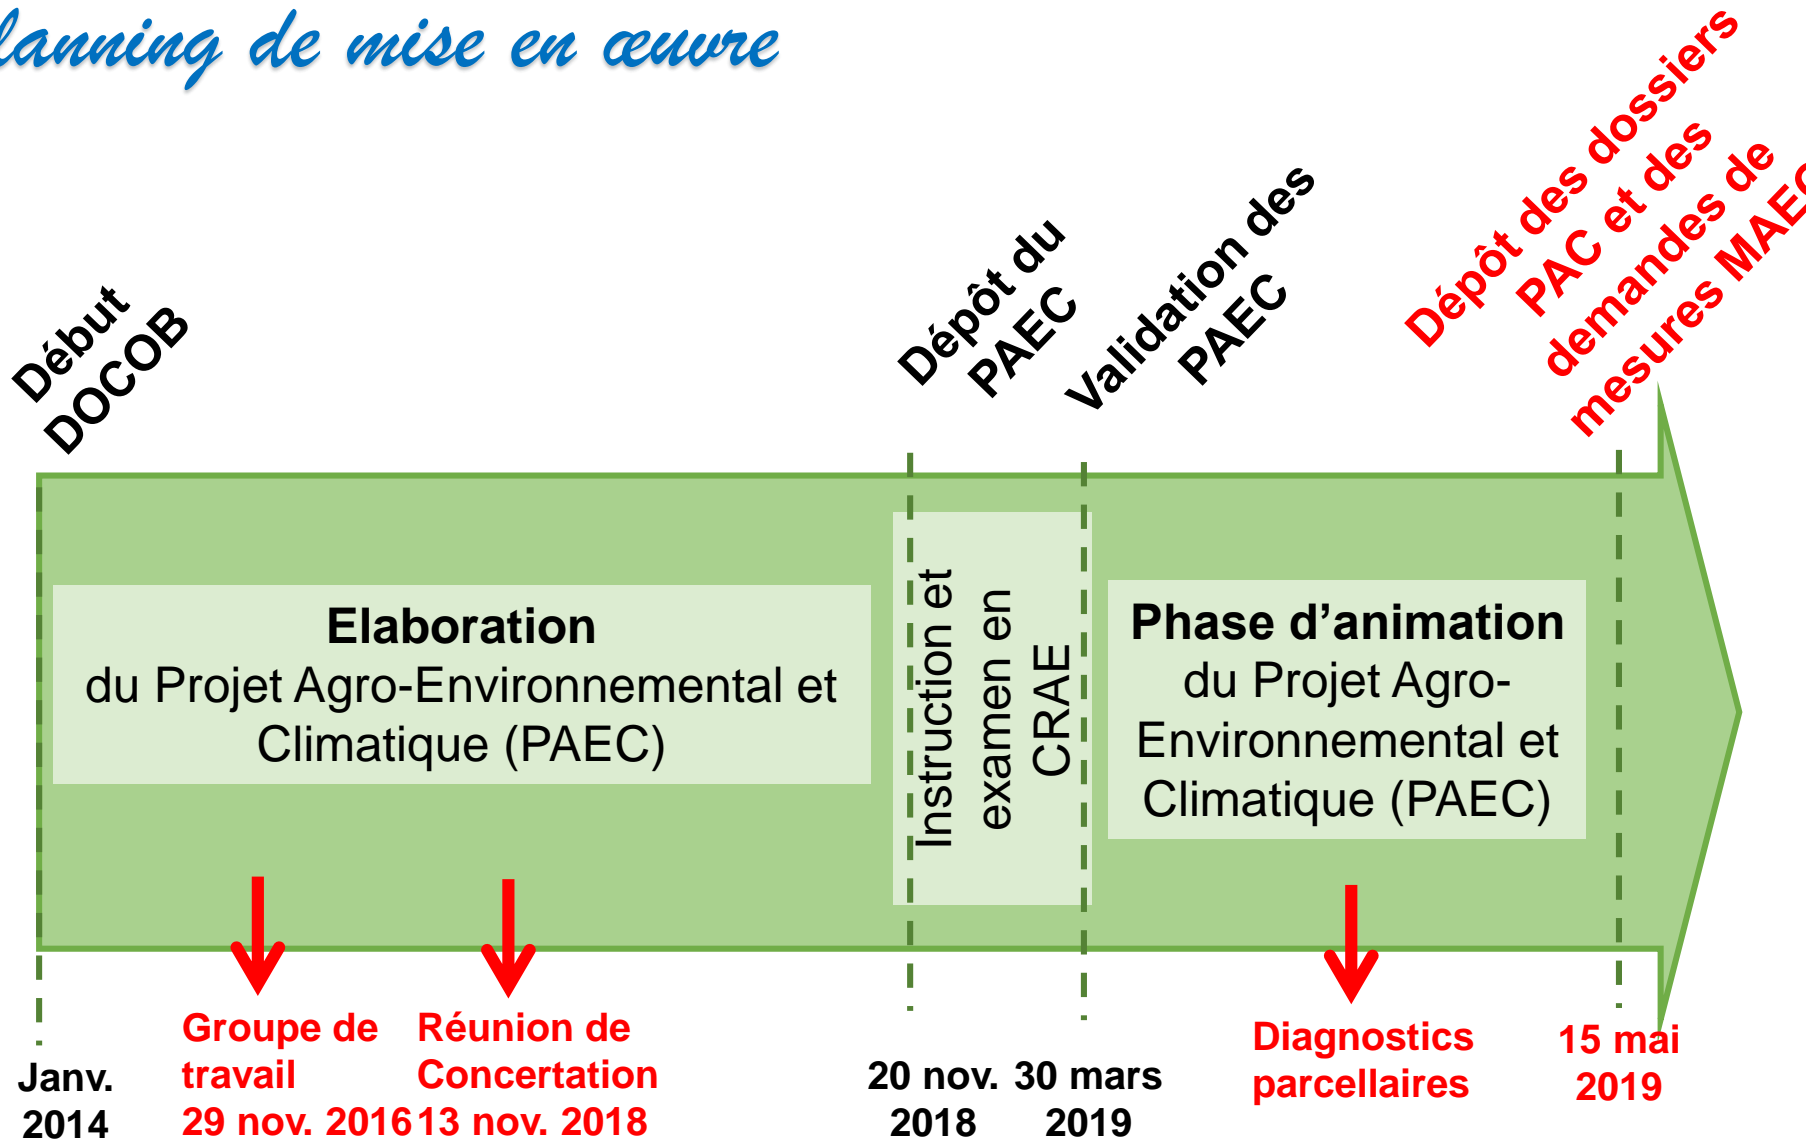 lanning de mise en œuvre
Début
DOCOB
Dépôt du
PAEC
Validation des
PAEC
Dépôt des dossiers
PAC et des
demandes de
mesures MAEC
Elaboration
du Projet Agro-Environnemental et
Climatique (PAEC)
Instruction et
examen en
CRAE
Phase d’animation
du Projet Agro-
Environnemental et
Climatique (PAEC)
Janv.
2014
Groupe de
travail
29 nov. 2016
Réunion de
Concertation
13 nov. 2018
20 nov.
2018
30 mars
2019
Diagnostics
parcellaires
15 mai
2019